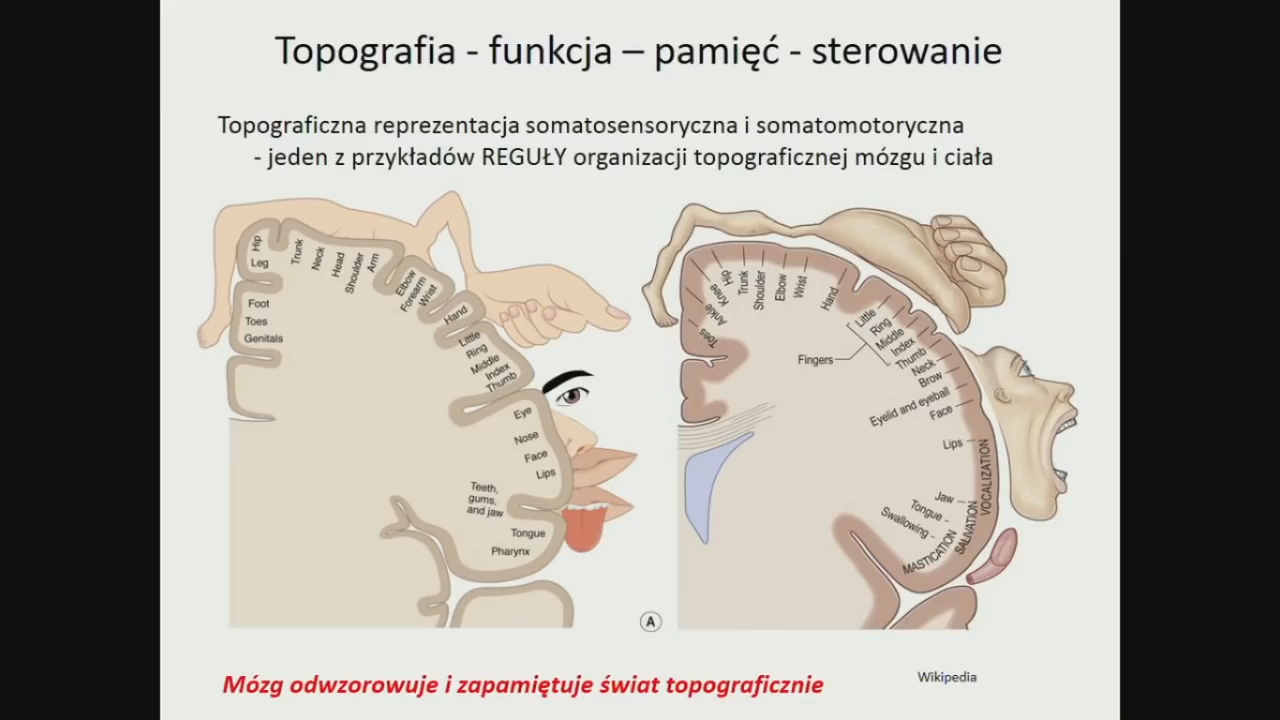 Topografia - funkcja – pamięć - sterowanie
Topograficzna reprezentacja somatosensoryczna i somatomotoryczna
- jeden z przykładów REGUŁY organizacji topograficznej mózgu i ciała
Hip
Leg
Trunk
Neck
Head
Shoulder
Arm
Elbow
Forearm
Wrist
Hand
Little
Ring
Middle
Index
Thumb
Foot
Toes
Genitals
Eye
Nose
Face
Lips
Teeth,
gums,
and jaw
Tongue
Pharynx
A
Toes
Ankle
Knee
Hip
Trunk
Shoulder
Elbow
Wrist
Hand
Fingers
Little
Ring
Middle
Index
Thumb
Neck
Brow
Eyelid and eyeball
Face
Lips
Jaw
Tongue
Swallowing
VOCALIZATION
SALIVATION
MASTICATION
Mózg odwzorowuje i zapamiętuje świat topograficznie
Wikipedia